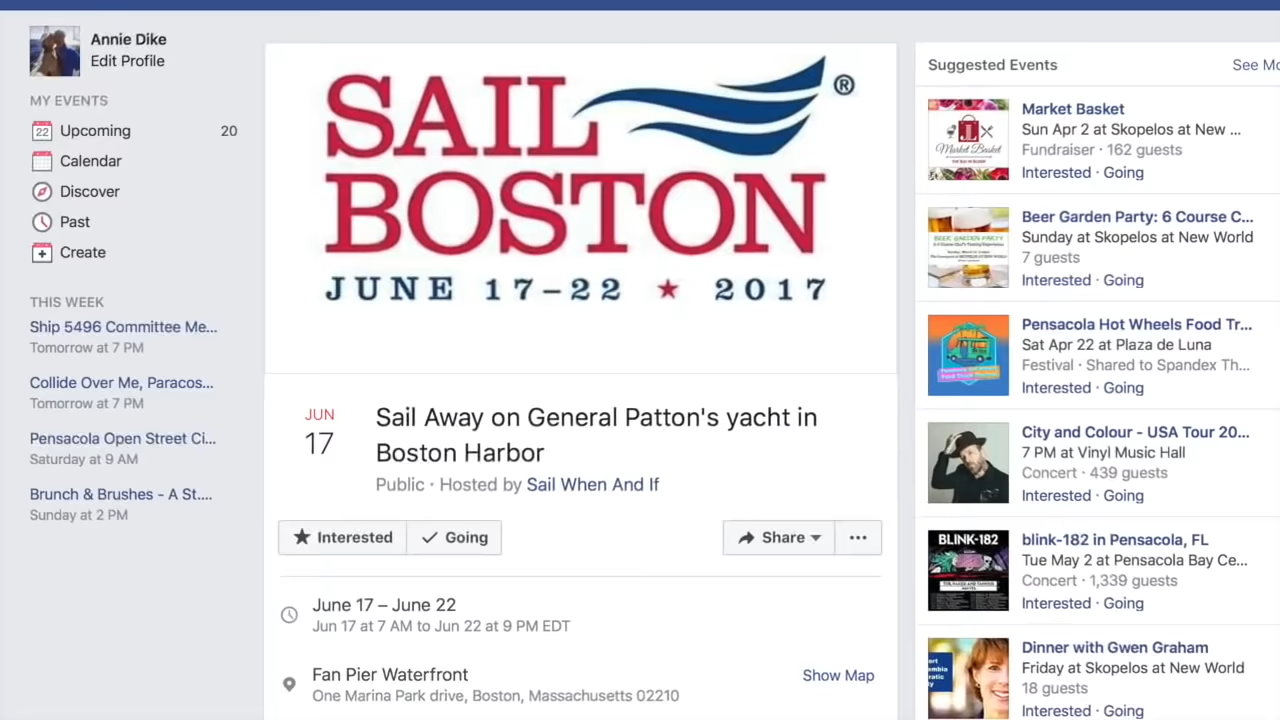 Annie Dike
Edit Profile
MY EVENTS
22 Upcoming 20
Calendar
Discover
Past
Create
THIS WEEK
Ship 5496 Committee Me...
Tomorrow at 7 PM
Collide Over Me, Paracos...
Tomorrow at 7 PM
Pensacola Open Street Ci...
Saturday at 9 AM
Brunch & Brushes - A St....
Sunday at 2 PM
SAIL ®
BOSTON
JUNE 17-22 ★ 2017
JUN
17
Sail Away on General Patton's yacht in
Boston Harbor
Public · Hosted by Sail When And If
★ Interested ✓ Going
Share
...
June 17 – June 22
Jun 17 at 7 AM to Jun 22 at 9 PM EDT
Fan Pier Waterfront
Show Map
One Marina Park drive, Boston, Massachusetts 02210
Suggested Events
See Mo
Market Basket
Market Basket
Sun Apr 2 at Skopelos at New ...
Fundraiser · 162 guests
Interested · Going
BEER GARDEN PARTY
Beer Garden Party: 6 Course C...
Sunday at Skopelos at New World
7 guests
Interested · Going
Pensacola Hot Wheels Food Tr...
Sat Apr 22 at Plaza de Luna
Festival · Shared to Spandex Th...
Interested · Going
City and Colour - USA Tour 20...
7 PM at Vinyl Music Hall
Concert · 439 guests
Interested · Going
BLINK-182
blink-182 in Pensacola, FL
Tue May 2 at Pensacola Bay Ce...
Concert · 1,339 guests
Interested · Going
Dinner with Gwen Graham
Friday at Skopelos at New World
18 guests
Interested · Going